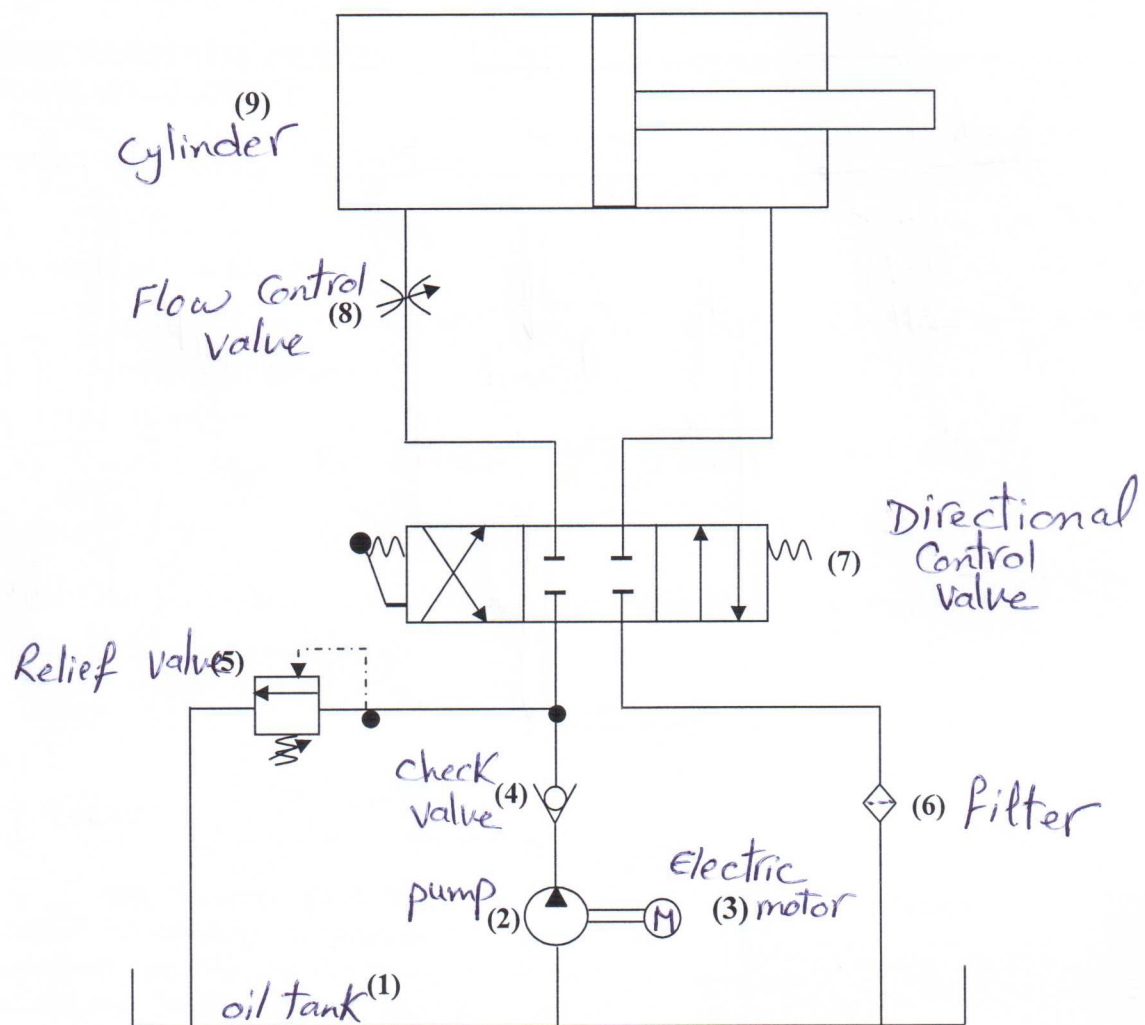 (9)
Cylinder
Flow Control
valve (8)
Directional
Control
valve
(7)
Relief valve (5)
check
valve (4)
(6) filter
pump (2)
Electric
(3) motor
M
oil tank (1)